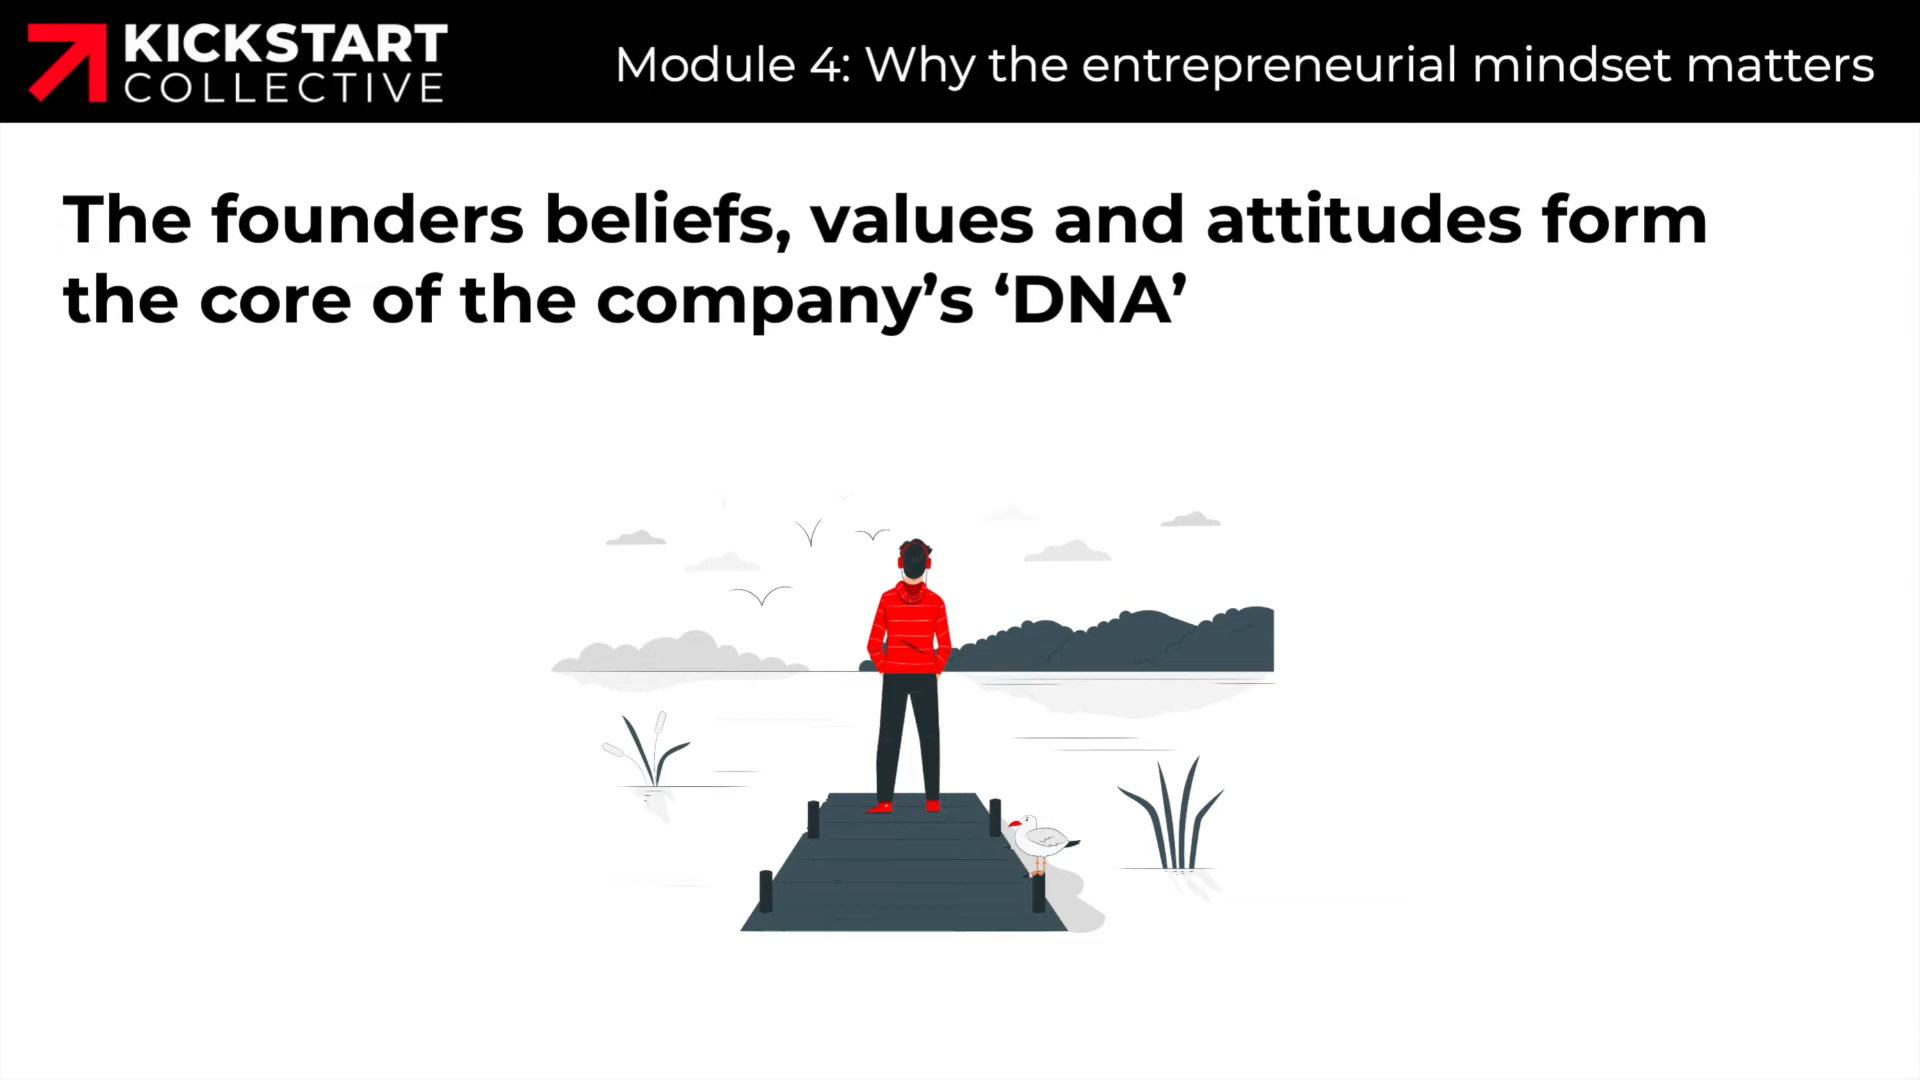 KICKSTART
COLLECTIVE
Module 4: Why the entrepreneurial mindset matters
The founders beliefs, values and attitudes form
the core of the company’s ‘DNA’